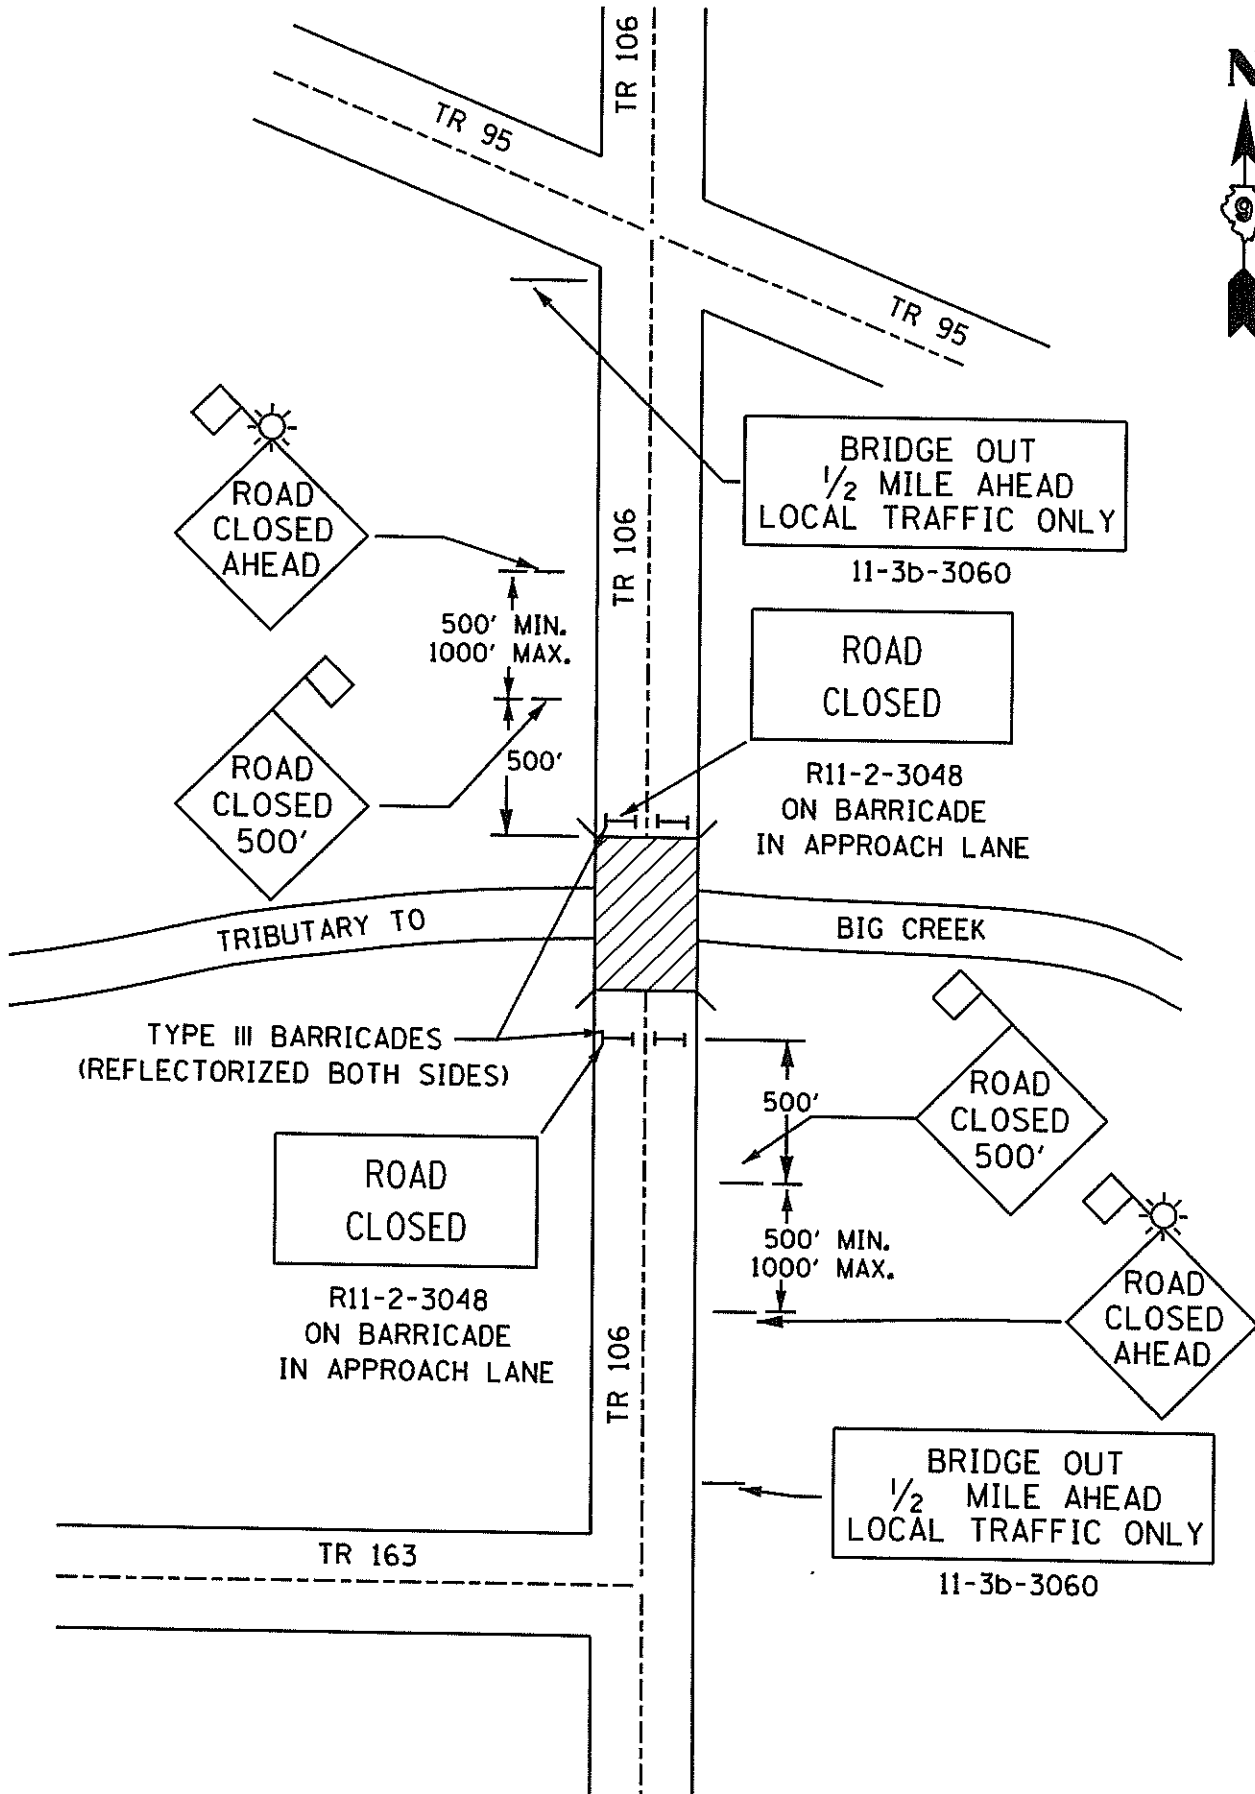 TR 106
N
TR 95
9
TR 95
BRIDGE OUT
1/2 MILE AHEAD
LOCAL TRAFFIC ONLY
11-3b-3060
ROAD
CLOSED
AHEAD
TR 106
500' MIN.
1000' MAX.
ROAD
CLOSED
R11-2-3048
ON BARRICADE
IN APPROACH LANE
ROAD
CLOSED
500'
500'
TRIBUTARY TO
BIG CREEK
TYPE III BARRICADES
(REFLECTORIZED BOTH SIDES)
500'
ROAD
CLOSED
500'
ROAD
CLOSED
R11-2-3048
ON BARRICADE
IN APPROACH LANE
500' MIN.
1000' MAX.
ROAD
CLOSED
AHEAD
TR 106
BRIDGE OUT
1/2 MILE AHEAD
LOCAL TRAFFIC ONLY
11-3b-3060
TR 163